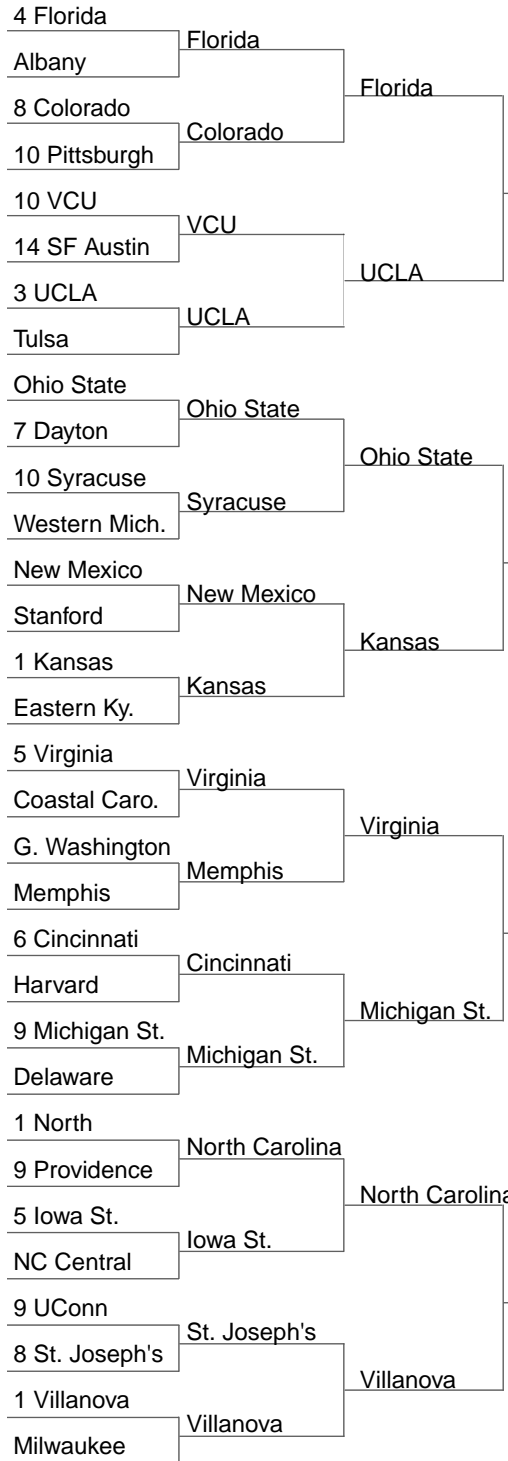 4 Florida
Albany
8 Colorado
10 Pittsburgh
10 VCU
14 SF Austin
3 UCLA
Tulsa
Ohio State
7 Dayton
10 Syracuse
Western Mich.
New Mexico
Stanford
1 Kansas
Eastern Ky.
5 Virginia
Coastal Caro.
G. Washington
Memphis
6 Cincinnati
Harvard
9 Michigan St.
Delaware
1 North
9 Providence
5 Iowa St.
NC Central
9 UConn
8 St. Joseph's
1 Villanova
Milwaukee
Florida
Colorado
VCU
UCLA
Ohio State
Syracuse
New Mexico
Kansas
Virginia
Memphis
Cincinnati
Michigan St.
North Carolina
Iowa St.
St. Joseph's
Villanova
Florida
UCLA
Ohio State
Kansas
Virginia
Michigan St.
North Carolina
Villanova